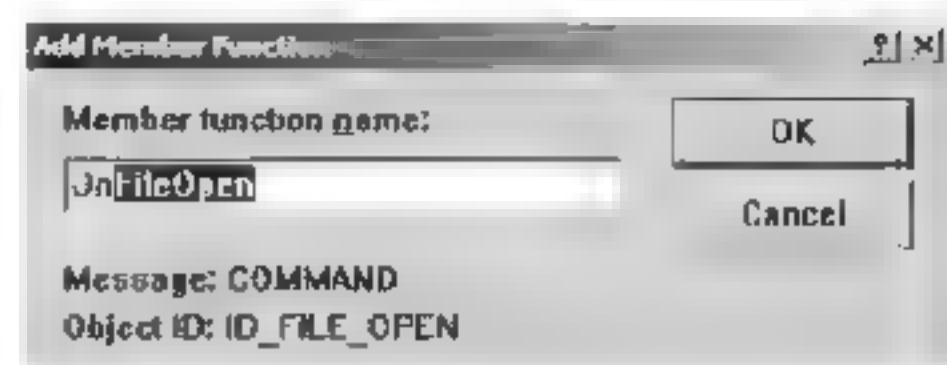 Add Member Function
Member function name:
OK
OnFileOpen
Cancel
Message: COMMAND
Object ID: ID_FILE_OPEN